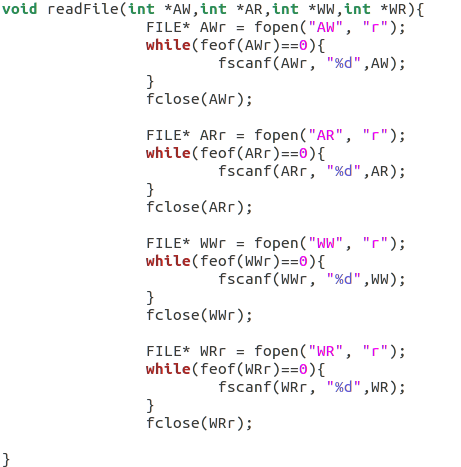 void readFile(int *AW,int *AR,int *WW,int *WR){
                FILE* AWr = fopen("AW", "r");
                while(feof(AWr)==0){
                        fscanf(AWr, "%d",AW);
                }
                fclose(AWr);

                FILE* ARr = fopen("AR", "r");
                while(feof(ARr)==0){
                        fscanf(ARr, "%d",AR);
                }
                fclose(ARr);

                FILE* WWr = fopen("WW", "r");
                while(feof(WWr)==0){
                        fscanf(WWr, "%d",WW);
                }
                fclose(WWr);

                FILE* WRr = fopen("WR", "r");
                while(feof(WRr)==0){
                        fscanf(WRr, "%d",WR);
                }
                fclose(WRr);

}